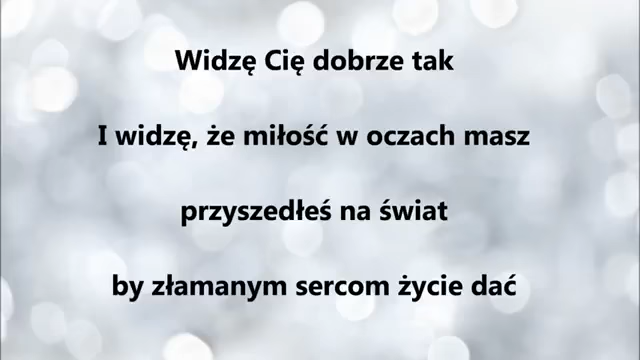 Widzę Cię dobrze tak
I widzę, że miłość w oczach masz
przyszedłeś na świat
by złamanym sercom życie dać